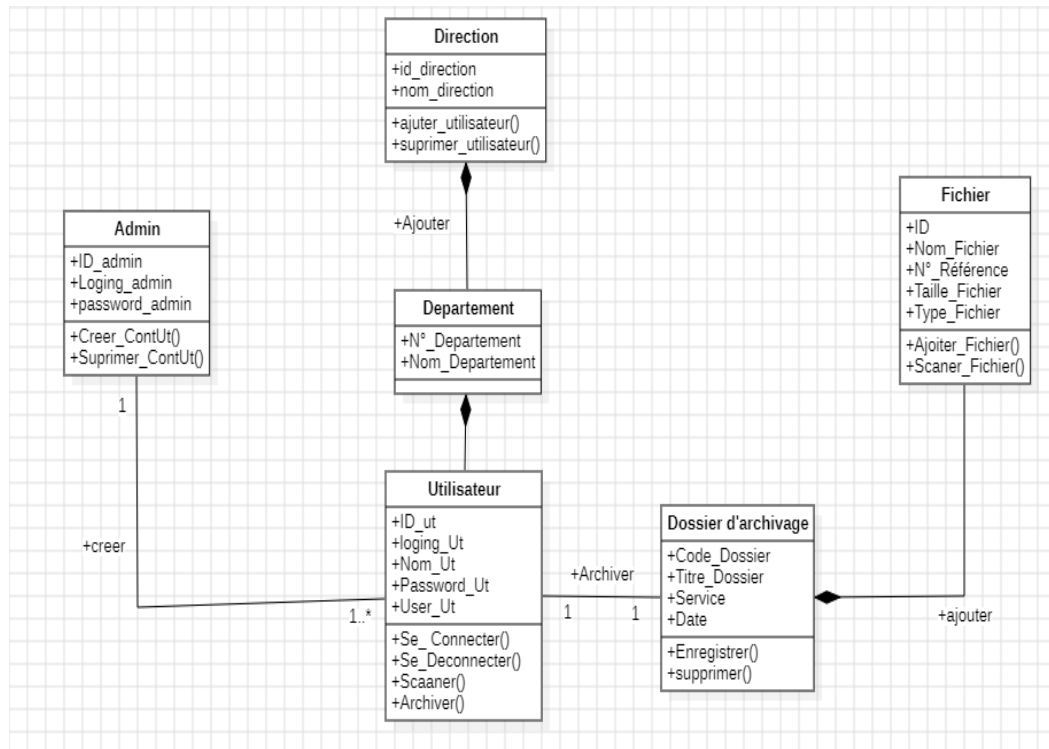 Direction
+id_direction
+nom_direction
+ajuter_utilisateur()
+suprimer_utilisateur()
+Ajouter
Admin
+ID_admin
+Loging_admin
+password_admin
+Creer_ContUt()
+Suprimer_ContUt()
1
+creer
1..*
Departement
+N°_Departement
+Nom_Departement
Utilisateur
+ID_ut
+loging_Ut
+Nom_Ut
+Password_Ut
+User_Ut
+Se_ Connecter()
+Se_Deconnecter()
+Scaaner()
+Archiver()
+Archiver
1
1
Dossier d'archivage
+Code_Dossier
+Titre_Dossier
+Service
+Date
+Enregistrer()
+supprimer()
+ajouter
Fichier
+ID
+Nom_Fichier
+N°_Référence
+Taille_Fichier
+Type_Fichier
+Ajoiter_Fichier()
+Scaner_Fichier()